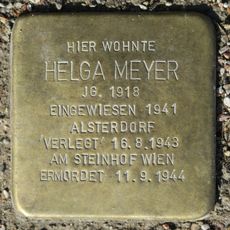 HIER WOHNTE
HELGA MEYER
JG. 1918
EINGEWIESEN 1941
ALSTERDORF
'VERLEGT' 16.8.1943
AM STEINHOF WIEN
ERMORDET 11.9.1944